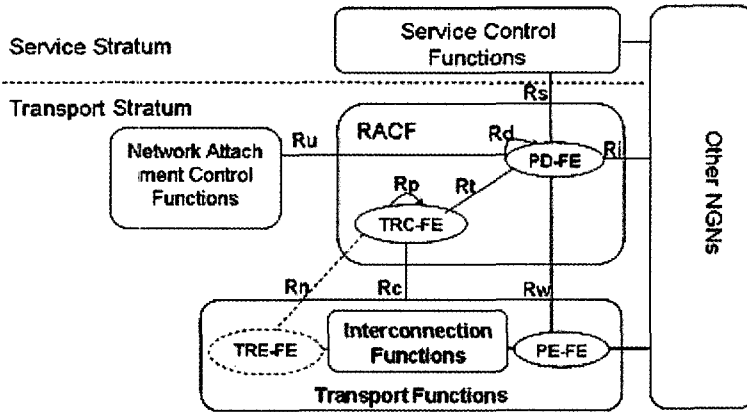 Service Stratum
Service Control
Functions
Transport Stratum
Rs
RACF
Network Attach
ment Control
Functions
Ru
Rd
PD-FE
Ri
Rp
Rt
TRC-FE
Other NGNs
Rn
Rc
Rw
TRE-FE
Interconnection
Functions
PE-FE
Transport Functions